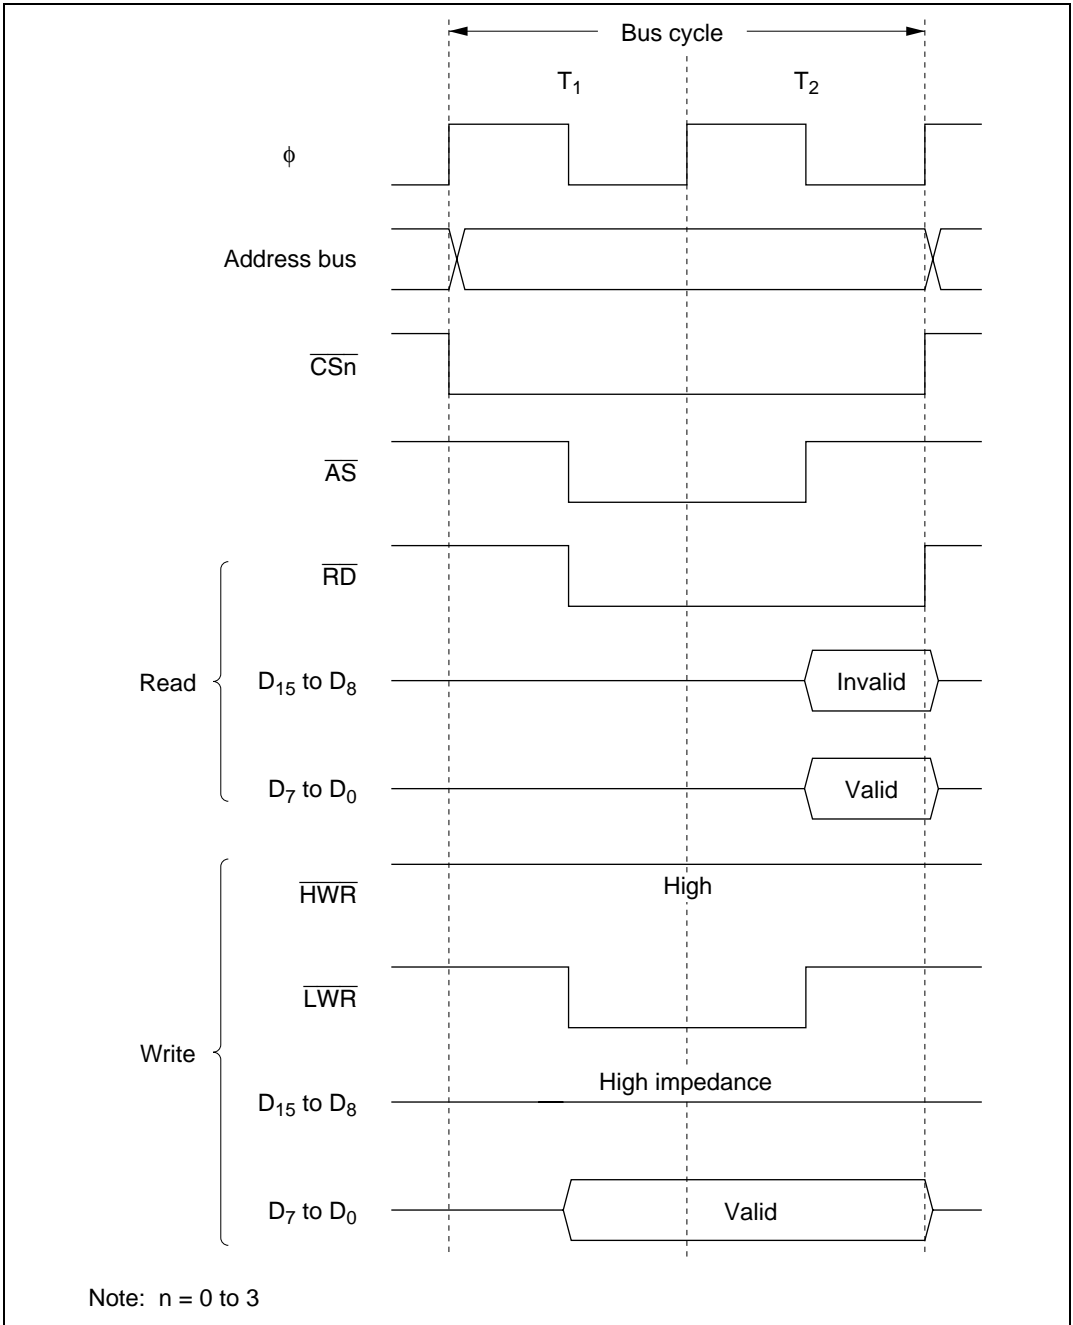 Bus cycle
T1 T2
ϕ
Address bus
CSn
AS
RD
Read D15 to D8 Invalid
D7 to D0 Valid
HWR High
LWR
Write
High impedance
D15 to D8
D7 to D0 Valid
Note: n = 0 to 3